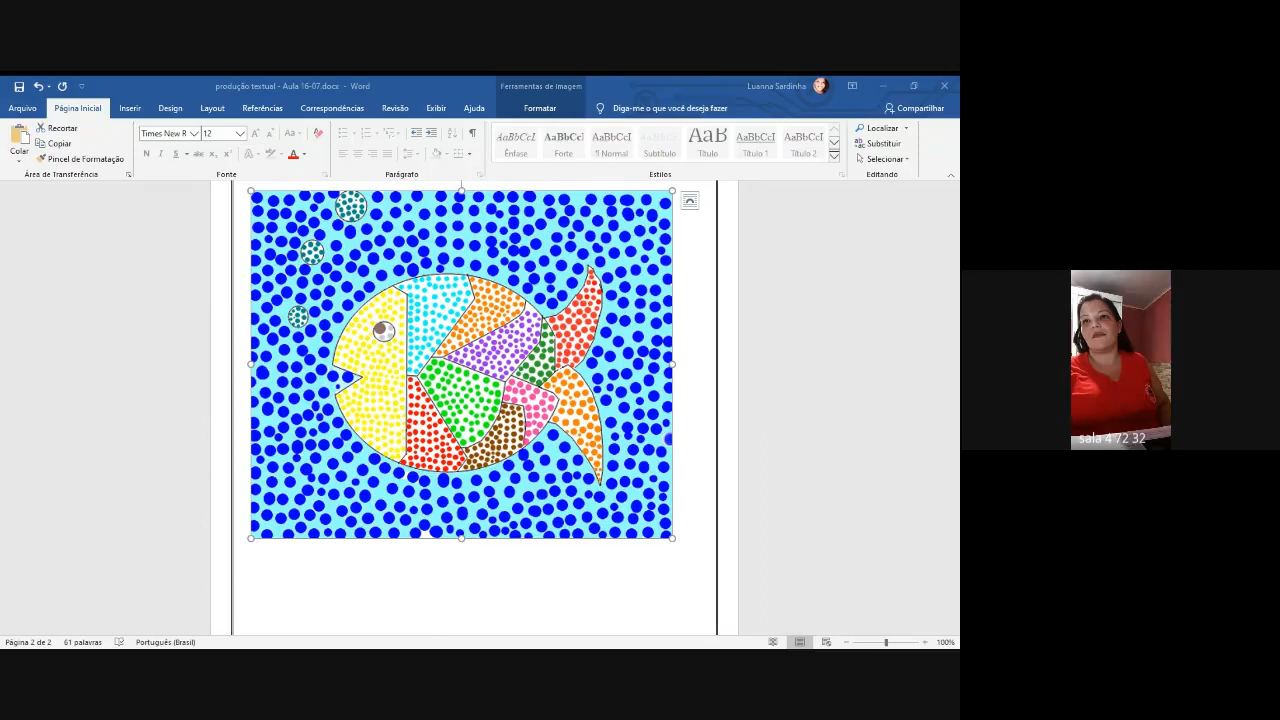 produção textual - Aula 16-07.docx - Word
Ferramentas de Imagem
Luanna Sardinha
Arquivo Página Inicial Inserir Design Layout Referências Correspondências Revisão Exibir Ajuda Formatar Diga-me o que você deseja fazer Compartilhar
Colar
Recortar
Copiar
Pincel de Formatação
Área de Transferência
Times New R 12
Fonte
Parágrafo
AaBbCcI AaBbCc AaBbCcI AaBbCcI AaB AaBbCcI AaBbCcI
Ênfase Forte ¶ Normal Subtítulo Título Título 1 Título 2
Estilos
Localizar
Substituir
Selecionar
Editando
sala 4 72 32
Página 2 de 2 61 palavras Português (Brasil) 100%